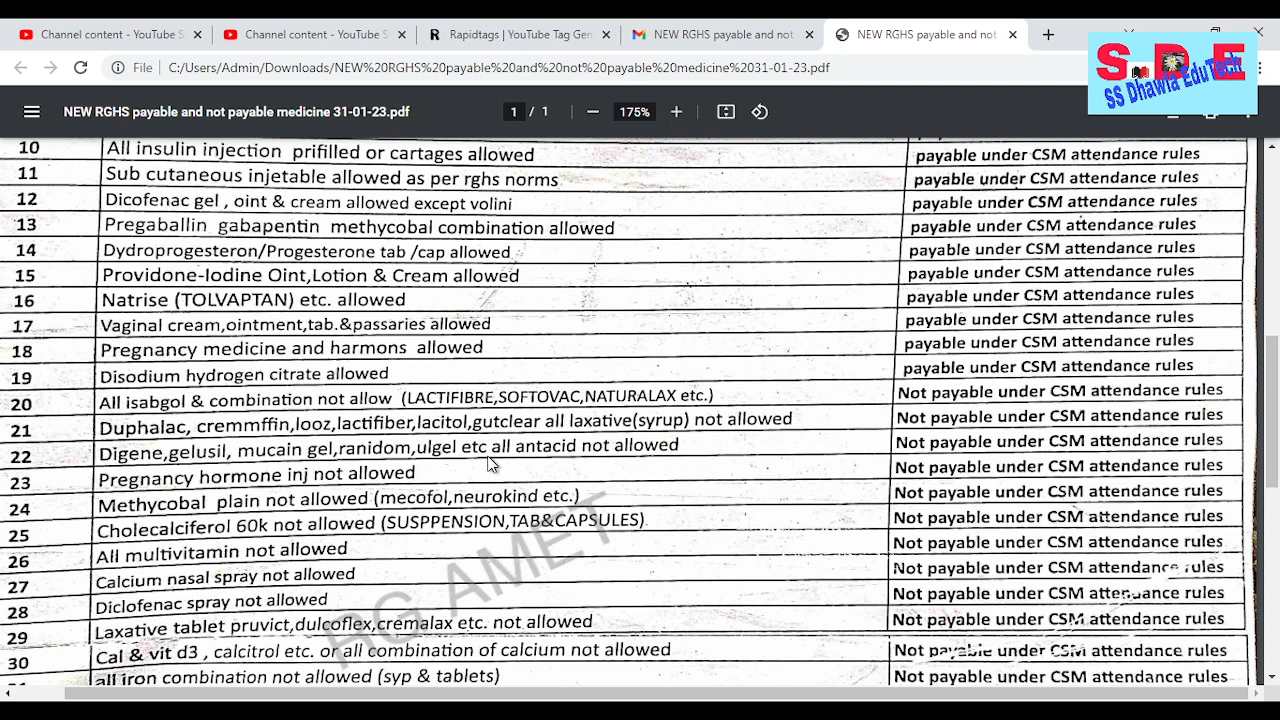 Channel content - YouTube S
Channel content - YouTube S
Rapidtags | YouTube Tag Gen
NEW RGHS payable and not
NEW RGHS payable and not
File C:/Users/Admin/Downloads/NEW%20RGHS%20payable%20and%20not%20payable%20medicine%2031-01-23.pdf
S D E
SS Dhawla EduTech
NEW RGHS payable and not payable medicine 31-01-23.pdf 1 / 1 175%
10 All insulin injection prifilled or cartages allowed payable under CSM attendance rules
11 Sub cutaneous injetable allowed as per rghs norms payable under CSM attendance rules
12 Dicofenac gel , oint & cream allowed except volini payable under CSM attendance rules
13 Pregaballin gabapentin methycobal combination allowed payable under CSM attendance rules
14 Dydroprogesteron/Progesterone tab /cap allowed payable under CSM attendance rules
15 Providone-Iodine Oint,Lotion & Cream allowed payable under CSM attendance rules
16 Natrise (TOLVAPTAN) etc. allowed payable under CSM attendance rules
17 Vaginal cream,ointment,tab.&passaries allowed payable under CSM attendance rules
18 Pregnancy medicine and harmons allowed payable under CSM attendance rules
19 Disodium hydrogen citrate allowed payable under CSM attendance rules
20 All isabgol & combination not allow (LACTIFIBRE,SOFTOVAC,NATURALAX etc.) Not payable under CSM attendance rules
21 Duphalac, cremmffin,looz,lactifiber,lacitol,gutclear all laxative(syrup) not allowed Not payable under CSM attendance rules
22 Digene,gelusil, mucain gel,ranidom,ulgel etc all antacid not allowed Not payable under CSM attendance rules
23 Pregnancy hormone inj not allowed Not payable under CSM attendance rules
24 Methycobal plain not allowed (mecofol,neurokind etc.) Not payable under CSM attendance rules
25 Cholecalciferol 60k not allowed (SUSPPENSION,TAB&CAPSULES) Not payable under CSM attendance rules
26 All multivitamin not allowed Not payable under CSM attendance rules
27 Calcium nasal spray not allowed Not payable under CSM attendance rules
28 Diclofenac spray not allowed Not payable under CSM attendance rules
29 Laxative tablet pruvict,dulcoflex,cremalax etc. not allowed Not payable under CSM attendance rules
30 Cal & vit d3 , calcitrol etc. or all combination of calcium not allowed Not payable under CSM attendance rules
all iron combination not allowed (syp & tablets) Not payable under CSM attendance rules
RG AMET